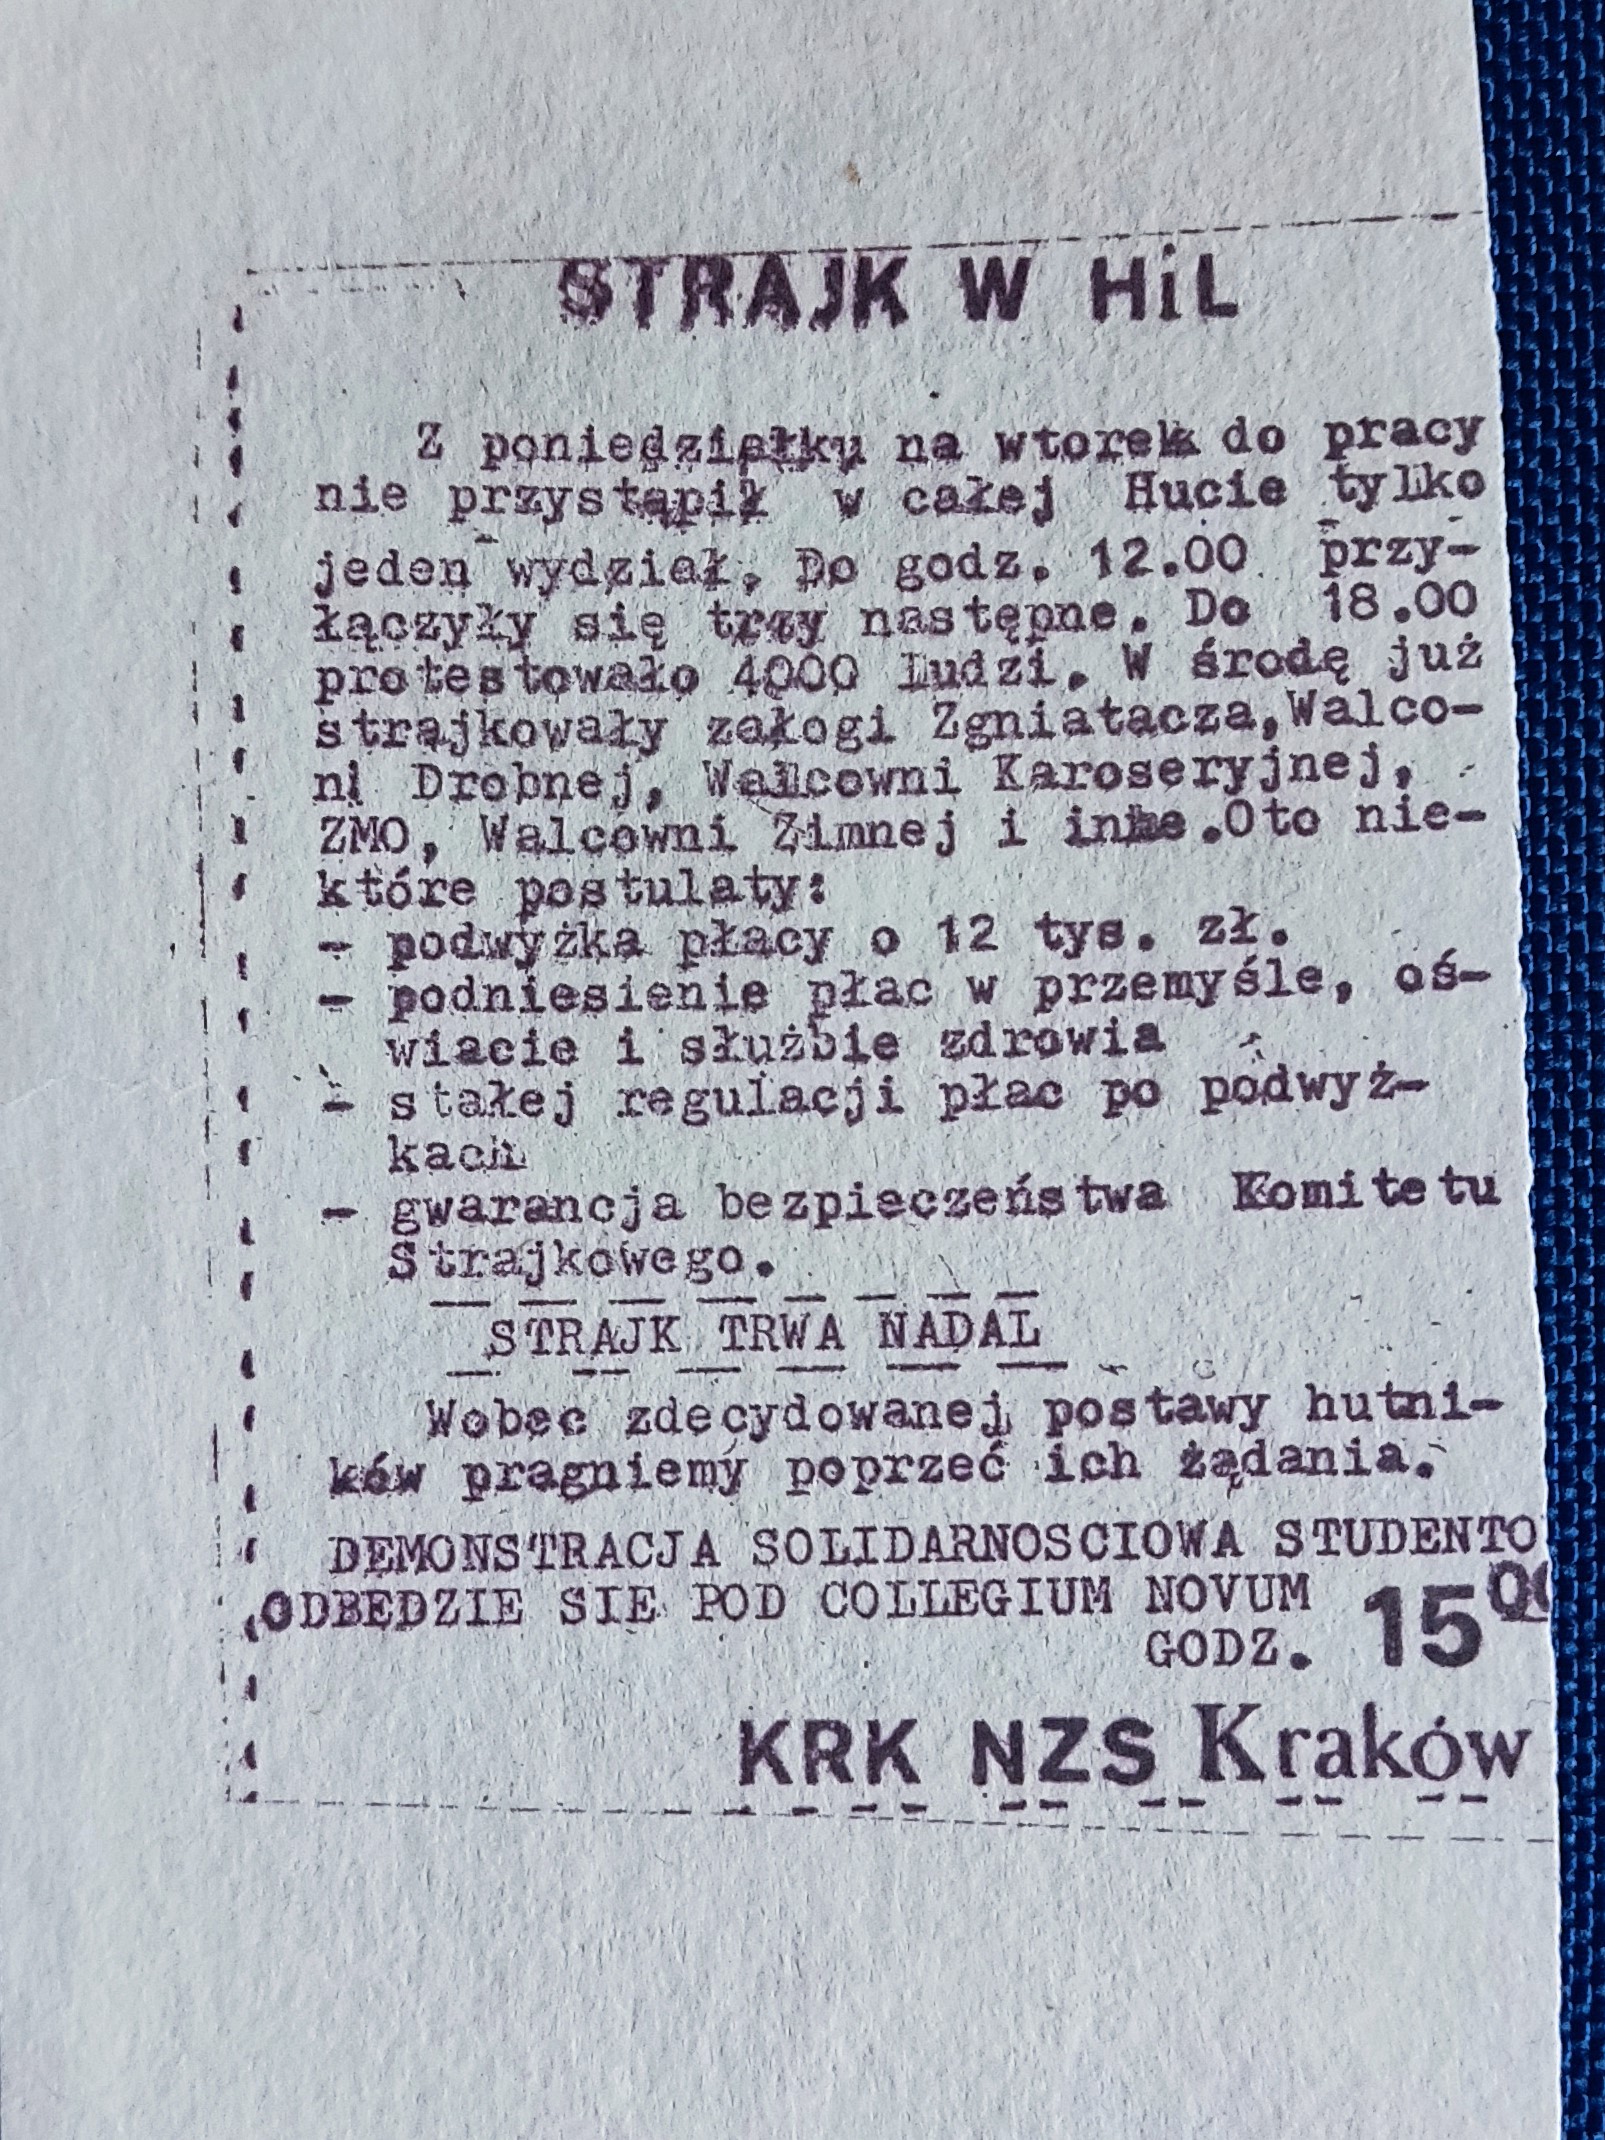 STRAJK W HiL
Z poniedziałku na wtorek do pracy
nie przystąpił w całej Hucie tylko
jeden wydział. Do godz. 12.00 przy-
łączyły się trzy następne. Do 18.00
protestowało 4000 ludzi. W środę już
strajkowały załogi Zgniatacza,Walco-
ni Drobnej, Walcowni Karoseryjnej,
ZMO, Walcowni Zimnej i inne.Oto nie-
które postulaty:
- podwyżka płacy o 12 tys. zł.
- podniesienie płac w przemyśle, oś-
wiacie i służbie zdrowia
- stałej regulacji płac po podwyż-
kach
- gwarancja bezpieczeństwa Komitetu
Strajkowego.
STRAJK TRWA NADAL
Wobec zdecydowanej postawy hutni-
ków pragniemy poprzeć ich żądania.
DEMONSTRACJA SOLIDARNOSCIOWA STUDENTO
ODBĘDZIE SIĘ POD COLLEGIUM NOVUM
GODZ. 15 00
KRK NZS Kraków